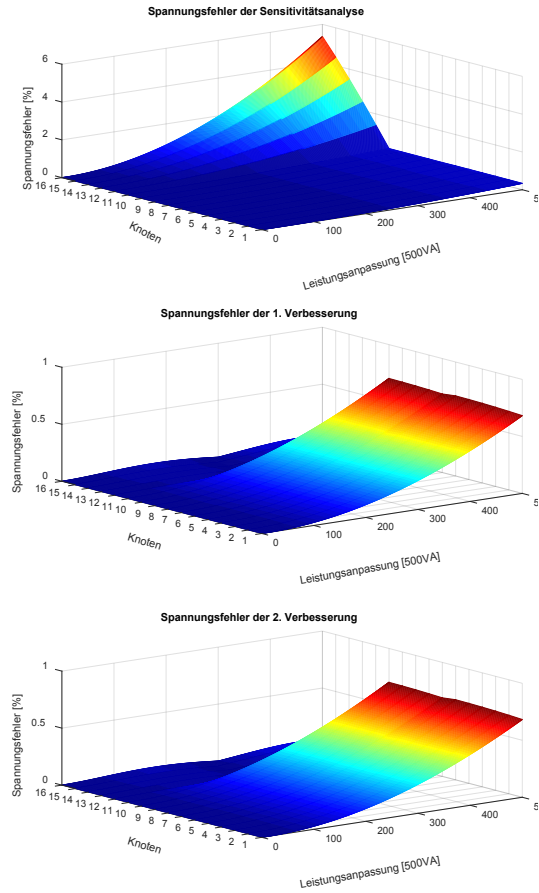 Spannungsfehler der Sensitivitätsanalyse
6
4
2
0
Spannungsfehler [%]
16 15 14 13 12 11 10 9 8 7 6 5 4 3 2 1
Knoten
0 100 200 300 400 5
Leistungsanpassung [500VA]
Spannungsfehler der 1. Verbesserung
1
0.5
0
Spannungsfehler [%]
16 15 14 13 12 11 10 9 8 7 6 5 4 3 2 1
Knoten
0 100 200 300 400 5
Leistungsanpassung [500VA]
Spannungsfehler der 2. Verbesserung
1
0.5
0
Spannungsfehler [%]
16 15 14 13 12 11 10 9 8 7 6 5 4 3 2 1
Knoten
0 100 200 300 400 5
Leistungsanpassung [500VA]